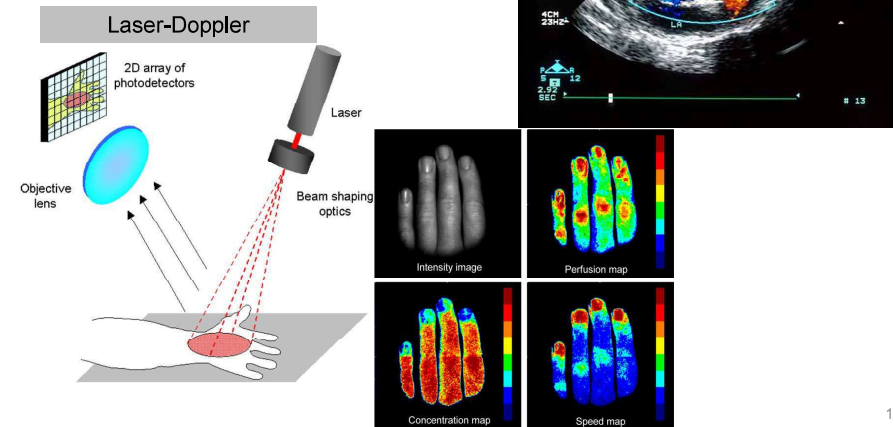 Laser-Doppler
2D array of
photodetectors
Laser
Objective
lens
Beam shaping
optics
4CM
23HZ
LA
P R
5 12
2.92
SEC
# 13
Intensity image
Perfusion map
Concentration map
Speed map
1